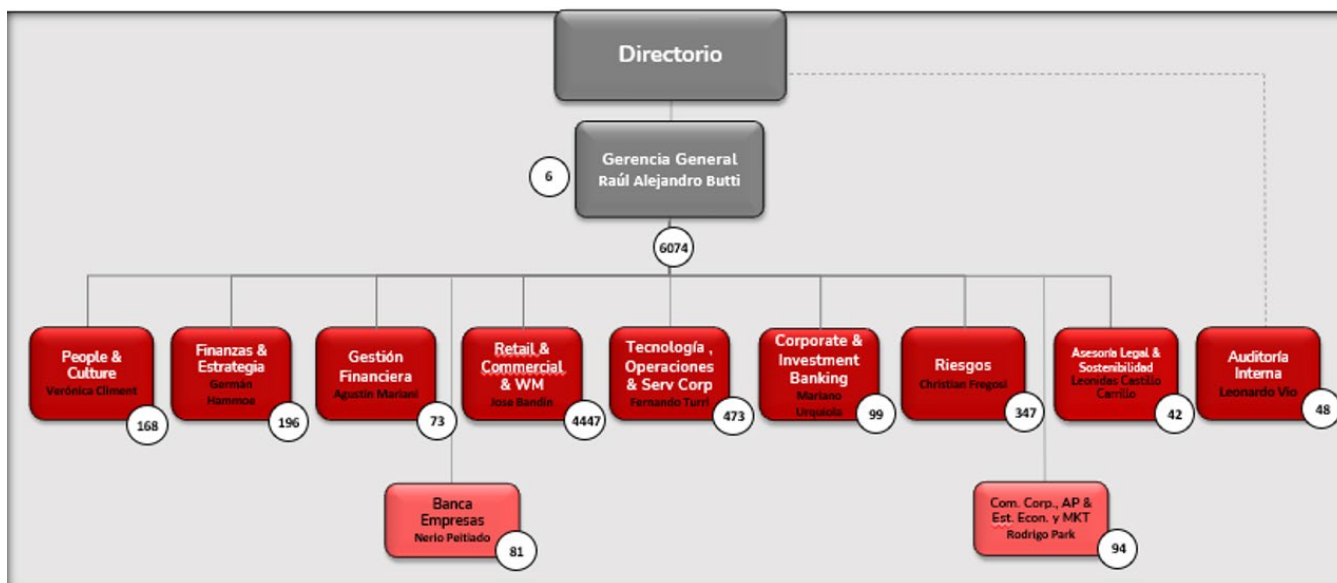 Directorio
Gerencia General
Raúl Alejandro Butti
6
6074
People &
Culture
Verónica Climent
168
Finanzas &
Estrategia
Germán
Hammoe
196
Gestión
Financiera
Agustin Mariani
73
Retail &
Commercial
& WM
Jose Bandín
4447
Tecnología ,
Operaciones
& Serv Corp
Fernando Turri
473
Corporate &
Investment
Banking
Mariano
Urquiola
99
Riesgos
Christian Fregosi
347
Asesoría Legal &
Sostenibilidad
Leonidas Castillo
Carrillo
42
Auditoría
Interna
Leonardo Vio
48
Banca
Empresas
Nerio Peitiado
81
Com. Corp., AP &
Est. Econ. y MKT
Rodrigo Park
94